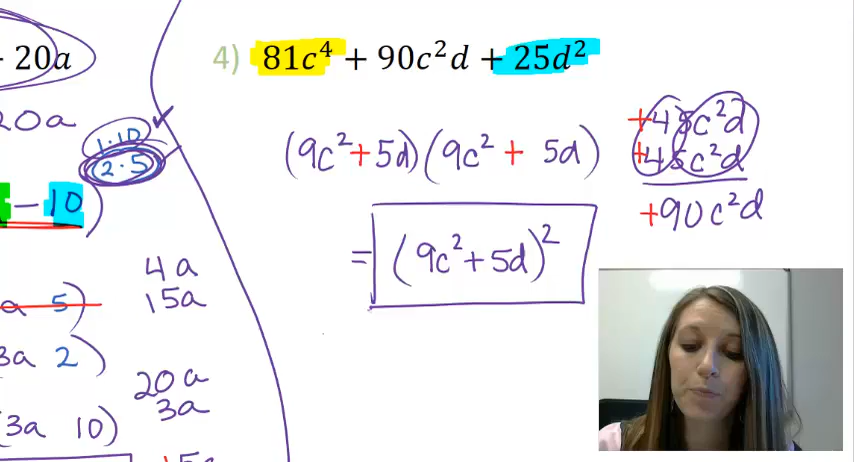 20a
20a
1·10
2·5
− 10)
a 5)
3a 2)
(3a 10)
4a
15a
20a
3a
15a
4) 81c⁴ + 90c²d + 25d²
(9c² + 5d)(9c² + 5d)
= (9c² + 5d)²
+45c²d
+45c²d
+90c²d